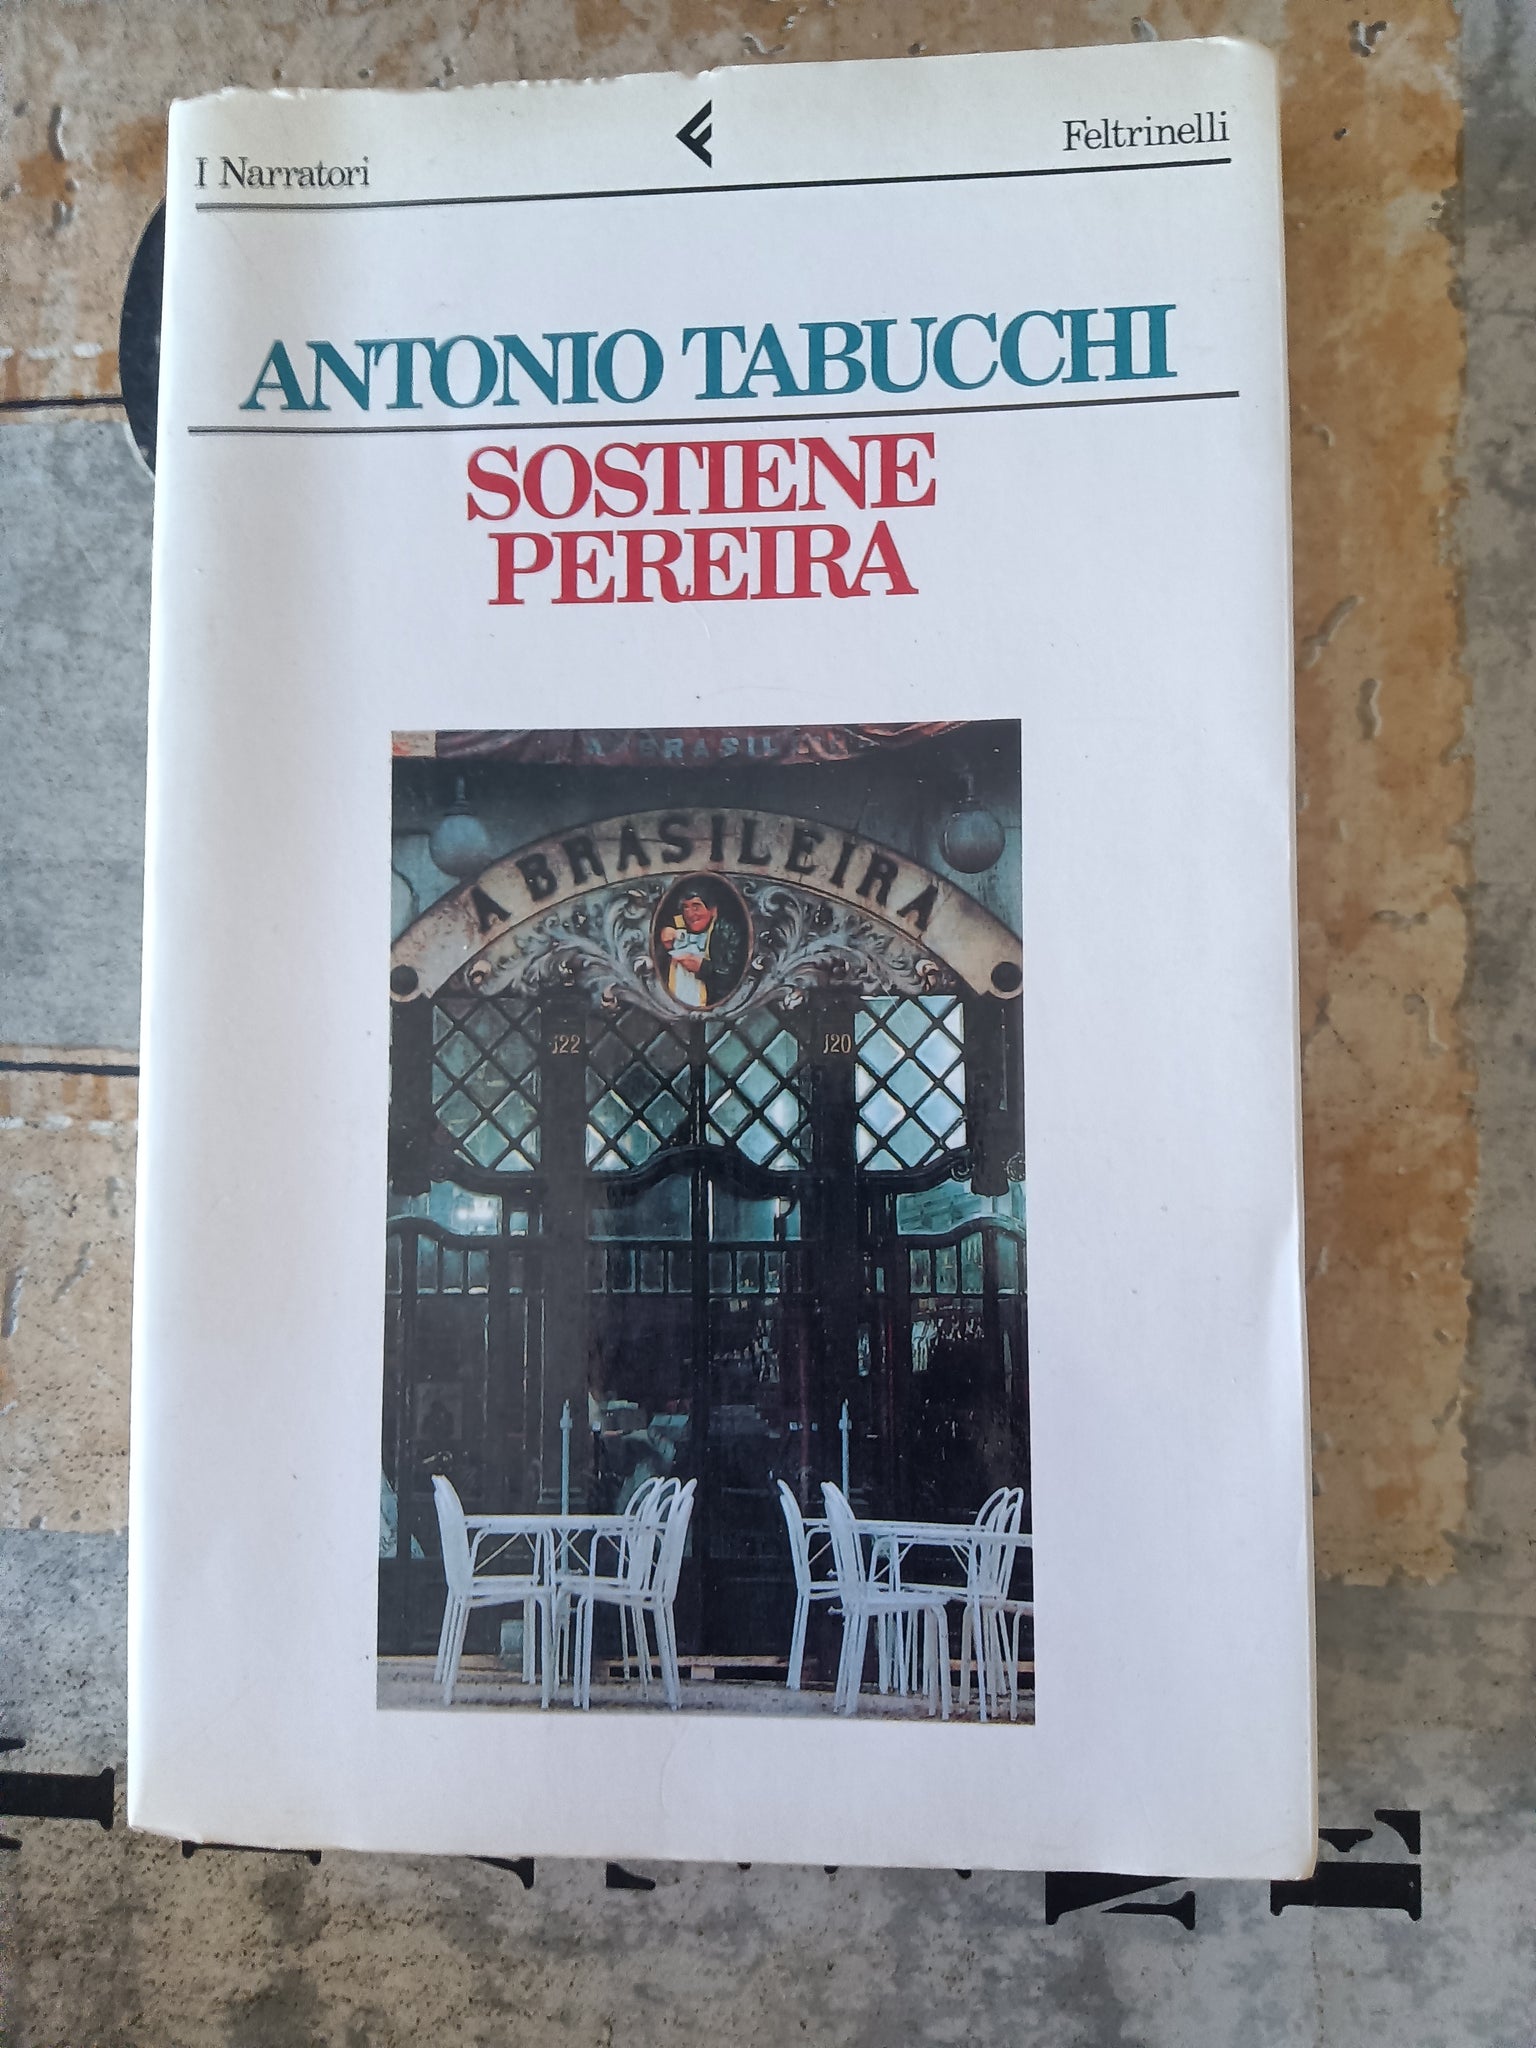 I Narratori
Feltrinelli
ANTONIO TABUCCHI
SOSTIENE
PEREIRA
A BRASILEIRA
122
120